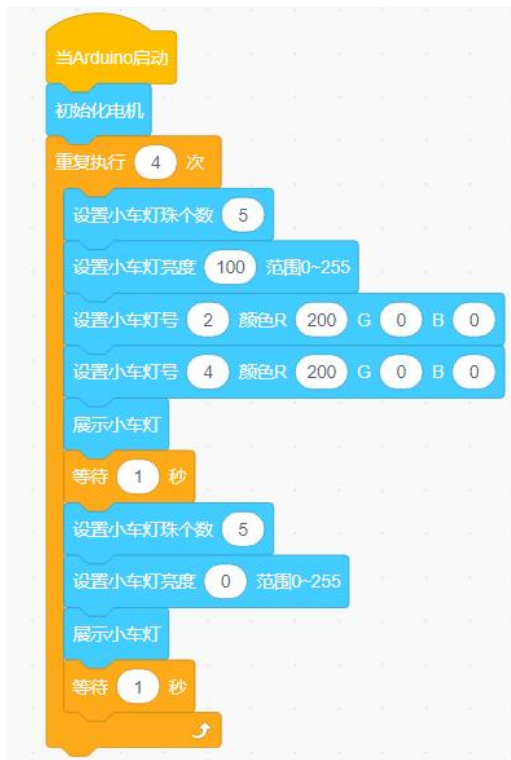 当Arduino启动
初始化电机
重复执行 4 次
设置小车灯珠个数 5
设置小车灯亮度 100 范围0~255
设置小车灯号 2 颜色R 200 G 0 B 0
设置小车灯号 4 颜色R 200 G 0 B 0
展示小车灯
等待 1 秒
设置小车灯珠个数 5
设置小车灯亮度 0 范围0~255
展示小车灯
等待 1 秒